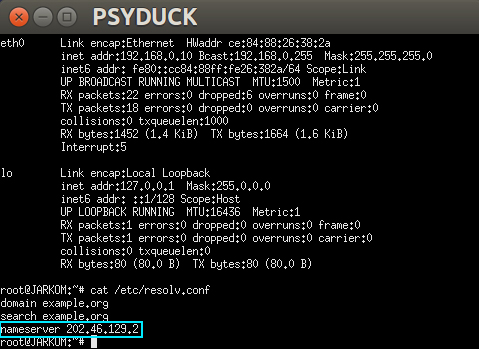 PSYDUCK
eth0 Link encap:Ethernet HWaddr ce:84:88:26:38:2a
inet addr:192.168.0.10 Bcast:192.168.0.255 Mask:255.255.255.0
inet6 addr: fe80::cc84:88ff:fe26:382a/64 Scope:Link
UP BROADCAST RUNNING MULTICAST MTU:1500 Metric:1
RX packets:22 errors:0 dropped:6 overruns:0 frame:0
TX packets:18 errors:0 dropped:0 overruns:0 carrier:0
collisions:0 txqueuelen:1000
RX bytes:1452 (1.4 KiB) TX bytes:1664 (1.6 KiB)
Interrupt:5
lo Link encap:Local Loopback
inet addr:127.0.0.1 Mask:255.0.0.0
inet6 addr: ::1/128 Scope:Host
UP LOOPBACK RUNNING MTU:16436 Metric:1
RX packets:1 errors:0 dropped:0 overruns:0 frame:0
TX packets:1 errors:0 dropped:0 overruns:0 carrier:0
collisions:0 txqueuelen:0
RX bytes:80 (80.0 B) TX bytes:80 (80.0 B)
root@JARKOM:~# cat /etc/resolv.conf
domain example.org
search example.org
nameserver 202.46.129.2
root@JARKOM:~#